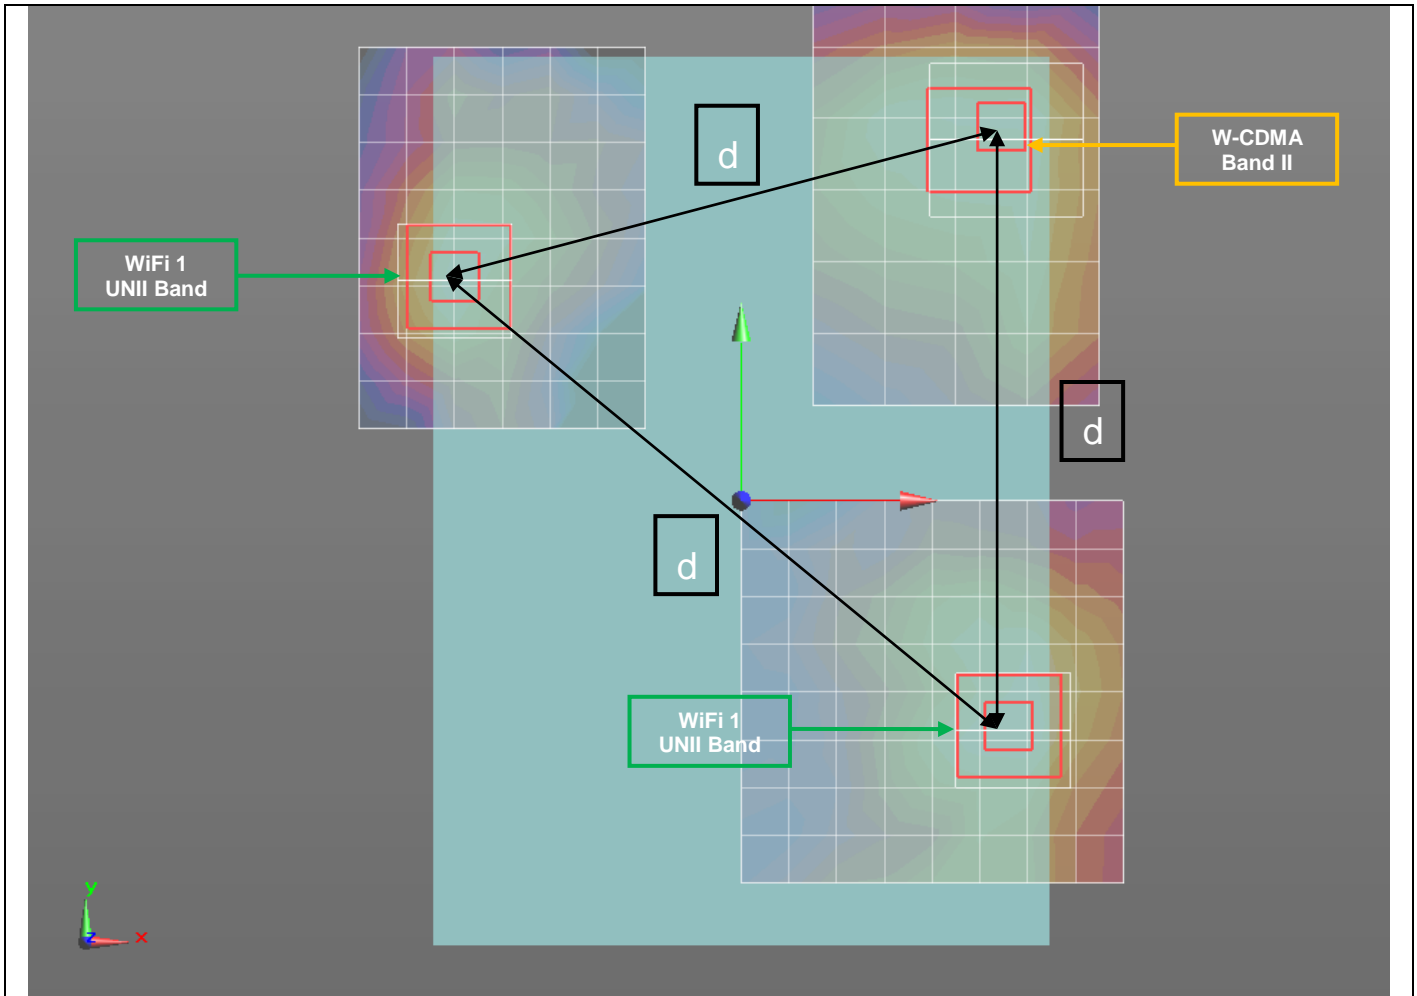 d
W-CDMA
Band II
WiFi 1
UNII Band
d
d
WiFi 1
UNII Band
y
z
x